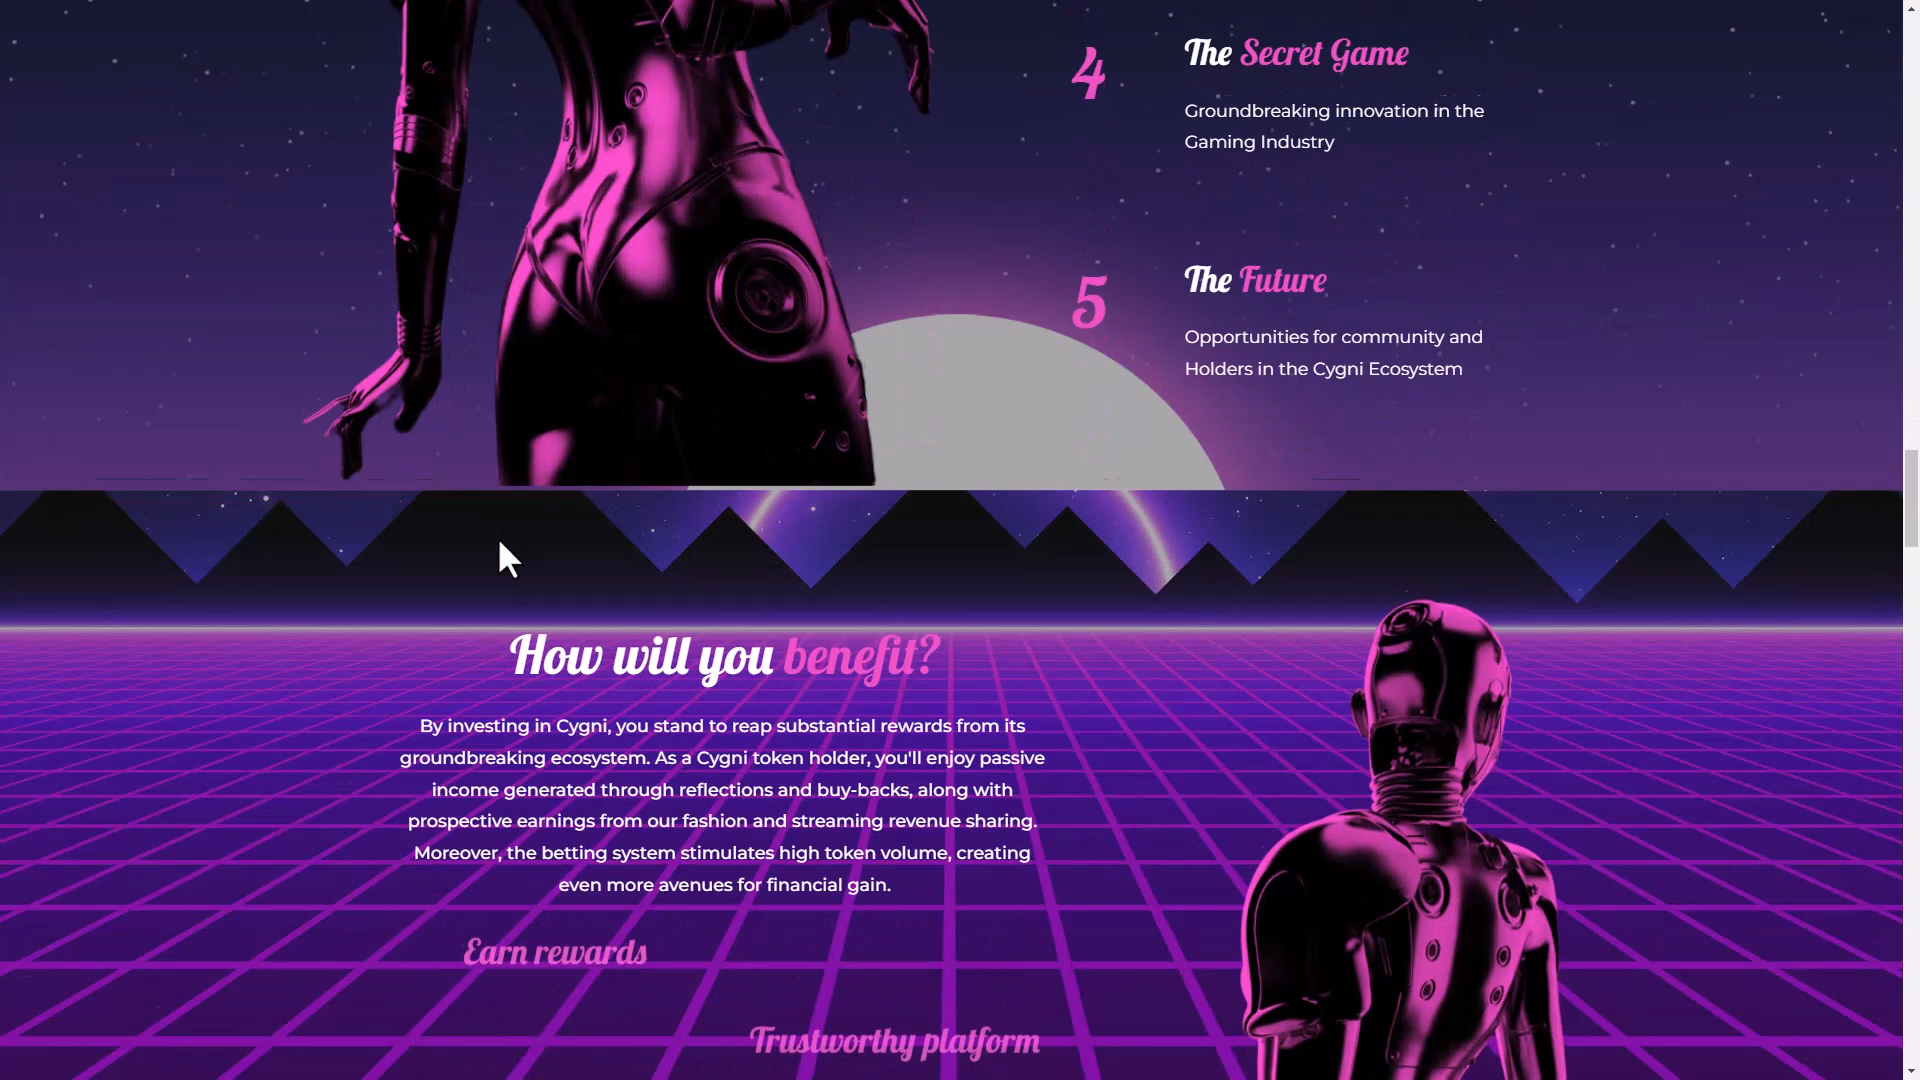 4
The Secret Game
Groundbreaking innovation in the
Gaming Industry
5
The Future
Opportunities for community and
Holders in the Cygni Ecosystem
How will you benefit?
By investing in Cygni, you stand to reap substantial rewards from its
groundbreaking ecosystem. As a Cygni token holder, you'll enjoy passive
income generated through reflections and buy-backs, along with
prospective earnings from our fashion and streaming revenue sharing.
Moreover, the betting system stimulates high token volume, creating
even more avenues for financial gain.
Earn rewards
Trustworthy platform